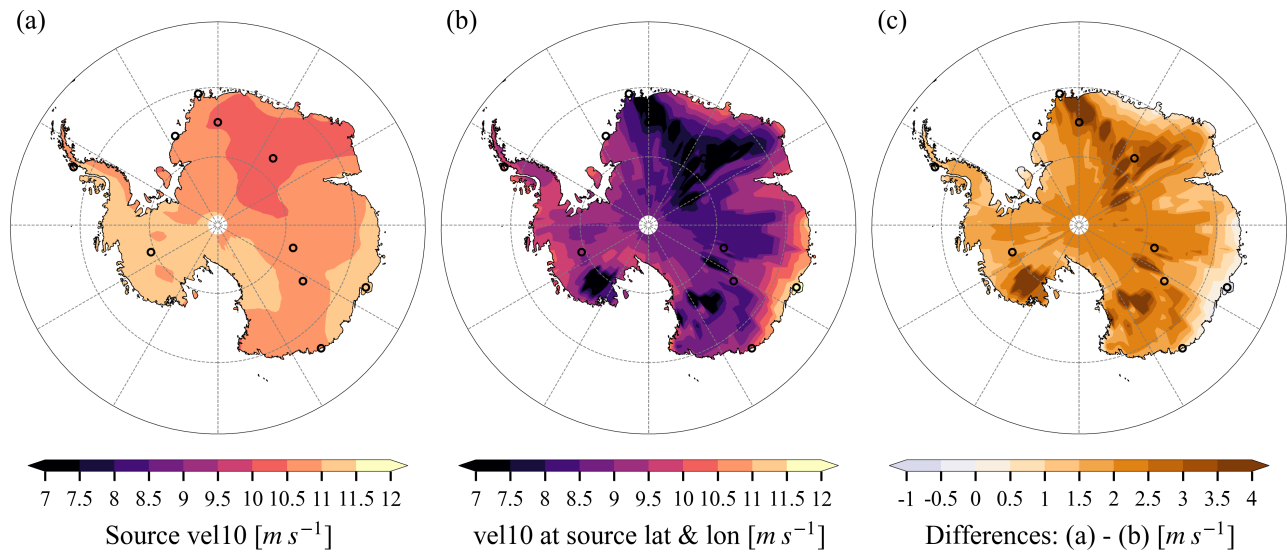 (a)
(b)
(c)
7 7.5 8 8.5 9 9.5 10 10.5 11 11.5 12
7 7.5 8 8.5 9 9.5 10 10.5 11 11.5 12
-1 -0.5 0 0.5 1 1.5 2 2.5 3 3.5 4
Source vel10 [m s⁻¹]
vel10 at source lat & lon [m s⁻¹]
Differences: (a) - (b) [m s⁻¹]